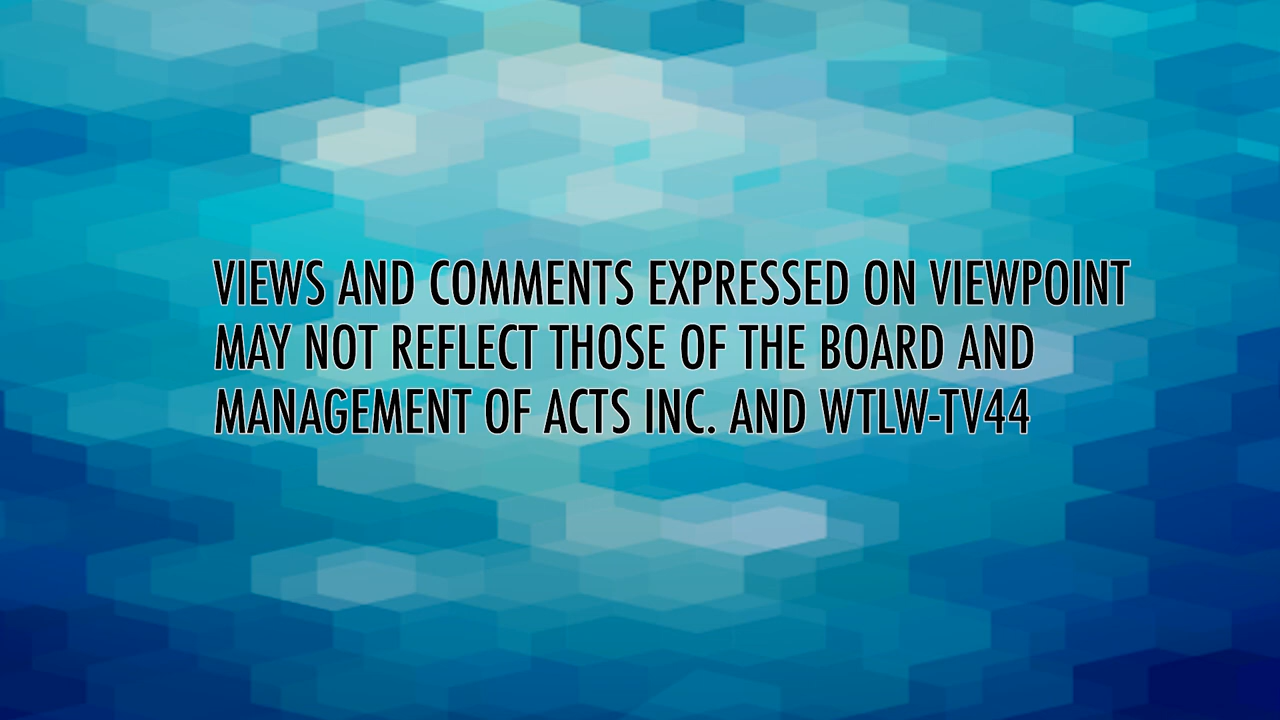 VIEWS AND COMMENTS EXPRESSED ON VIEWPOINT
MAY NOT REFLECT THOSE OF THE BOARD AND
MANAGEMENT OF ACTS INC. AND WTLW-TV44